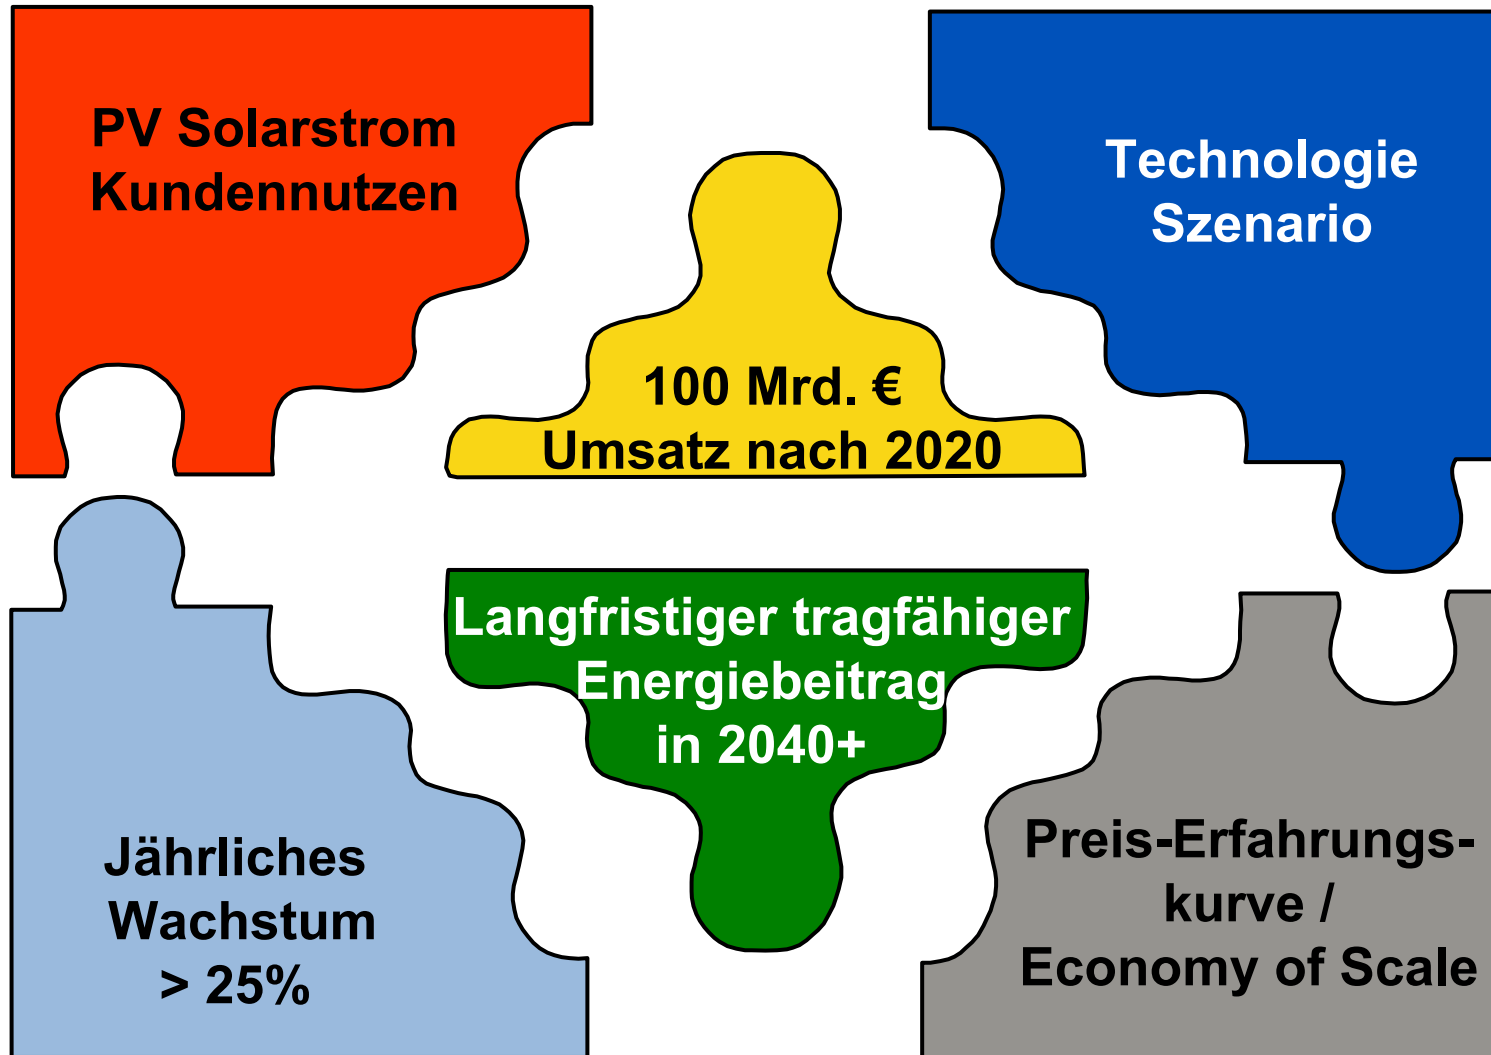 PV Solarstrom
Kundennutzen
Technologie
Szenario
100 Mrd. €
Umsatz nach 2020
Langfristiger tragfähiger
Energiebeitrag
in 2040+
Jährliches
Wachstum
> 25%
Preis-Erfahrungs-
kurve /
Economy of Scale